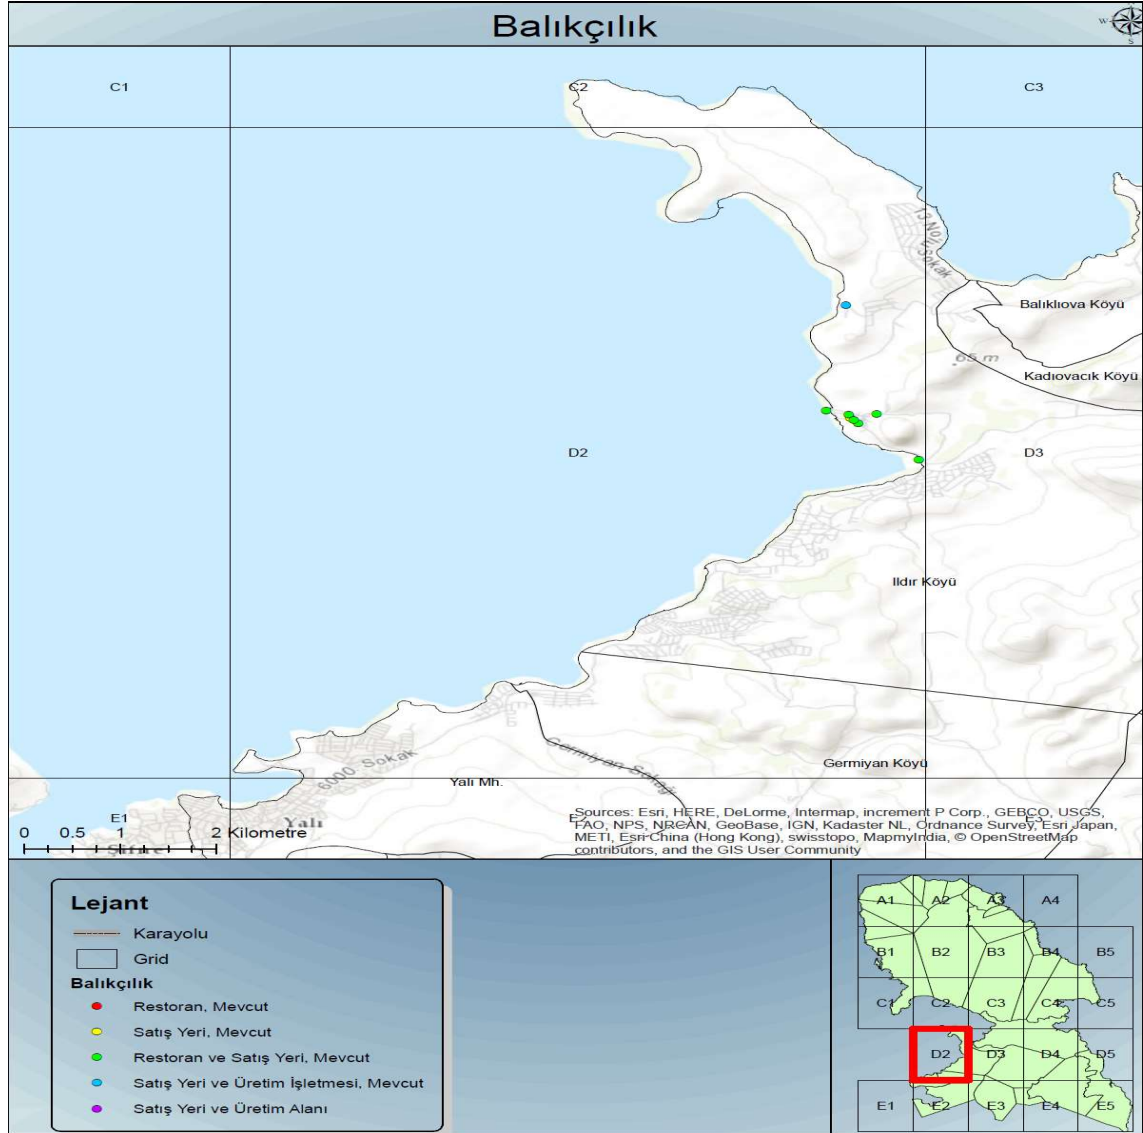 Balıkçılık
W
S
C1
C2
C3
13 Nolu Sokak
Balıklıova Köyü
65 m
Kadıovacık Köyü
D2
D3
Ildır Köyü
Germiyan Sokağı
Germiyan Köyü
6000 Sokak
Yalı Mh.
E1
Yalı
E2
E3
0 0.5 1 2 Kilometre
Sources: Esri, HERE, DeLorme, Intermap, increment P Corp., GEBCO, USGS,
FAO, NPS, NRCAN, GeoBase, IGN, Kadaster NL, Ordnance Survey, Esri Japan,
METI, Esri China (Hong Kong), swisstopo, MapmyIndia, © OpenStreetMap
contributors, and the GIS User Community
Lejant
Karayolu
Grid
Balıkçılık
Restoran, Mevcut
Satış Yeri, Mevcut
Restoran ve Satış Yeri, Mevcut
Satış Yeri ve Üretim İşletmesi, Mevcut
Satış Yeri ve Üretim Alanı
A1 A2 A3 A4
B1 B2 B3 B4 B5
C1 C2 C3 C4 C5
D2 D3 D4 D5
E1 E2 E3 E4 E5